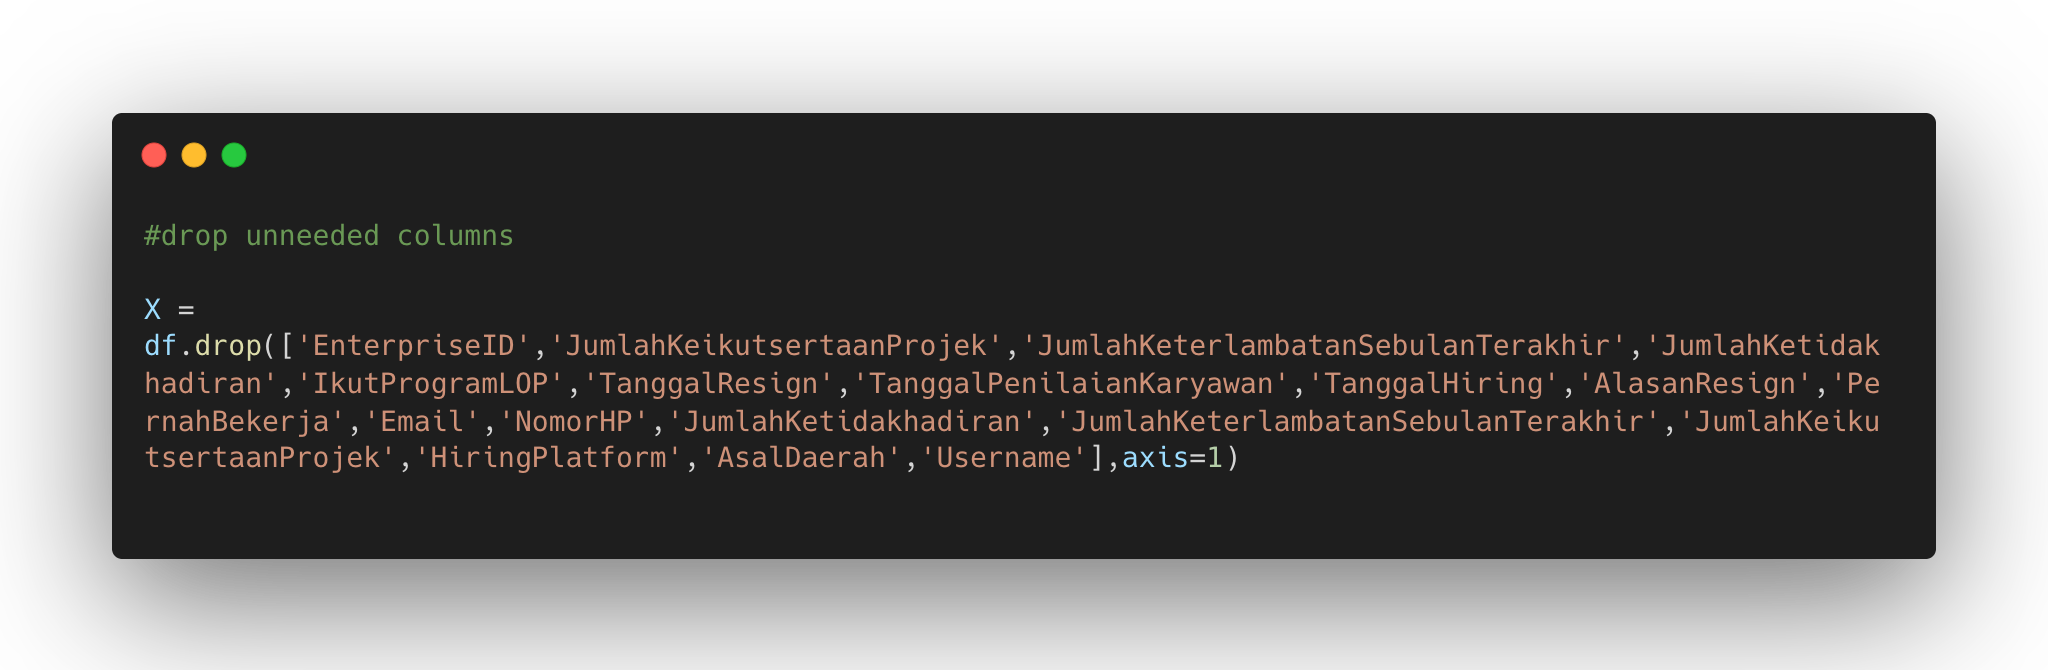 #drop unneeded columns
X =
df.drop(['EnterpriseID','JumlahKeikutsertaanProjek','JumlahKeterlambatanSebulanTerakhir','JumlahKetidak
hadiran','IkutProgramLOP','TanggalResign','TanggalPenilaianKaryawan','TanggalHiring','AlasanResign','Pe
rnahBekerja','Email','NomorHP','JumlahKetidakhadiran','JumlahKeterlambatanSebulanTerakhir','JumlahKeiku
tsertaanProjek','HiringPlatform','AsalDaerah','Username'],axis=1)